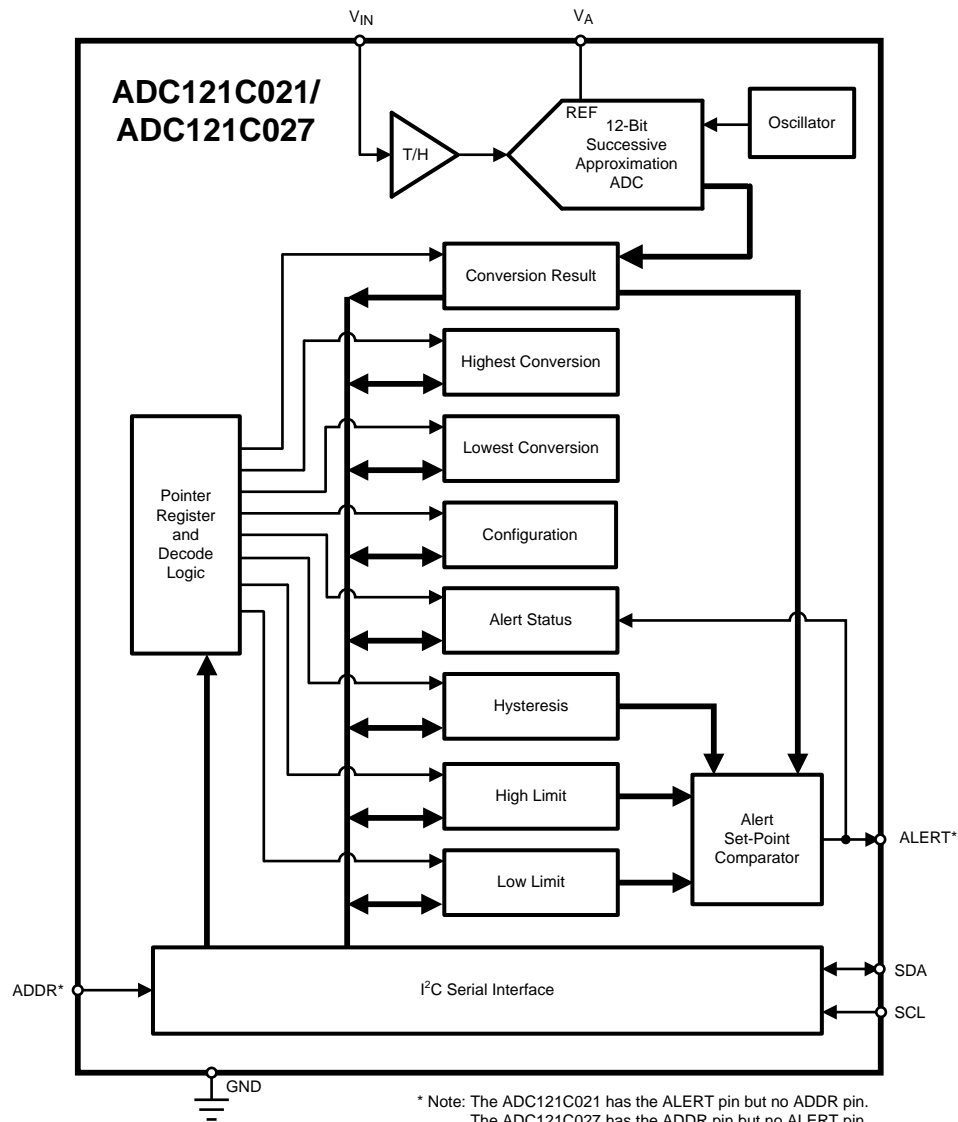 V_IN
V_A
ADC121C021/
ADC121C027
REF
12-Bit
Successive
Approximation
ADC
Oscillator
T/H
Conversion Result
Highest Conversion
Lowest Conversion
Pointer
Register
and
Decode
Logic
Configuration
Alert Status
Hysteresis
High Limit
Alert
Set-Point
Comparator
ALERT*
Low Limit
I²C Serial Interface
SDA
ADDR*
SCL
GND
* Note: The ADC121C021 has the ALERT pin but no ADDR pin.
The ADC121C027 has the ADDR pin but no ALERT pin.